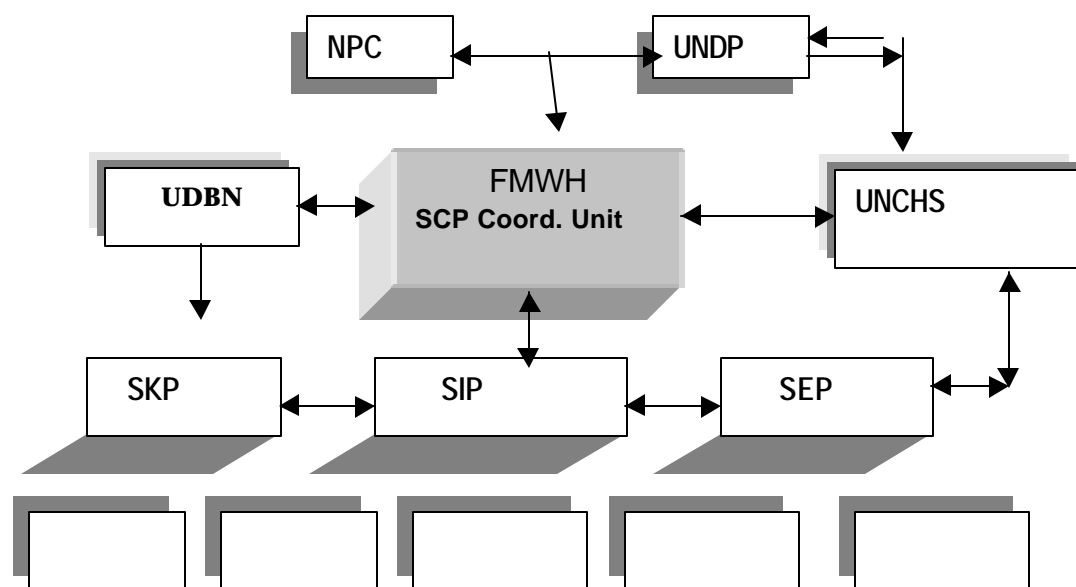 NPC
UNDP
UDBN
FMWH
SCP Coord. Unit
UNCHS
SKP
SIP
SEP